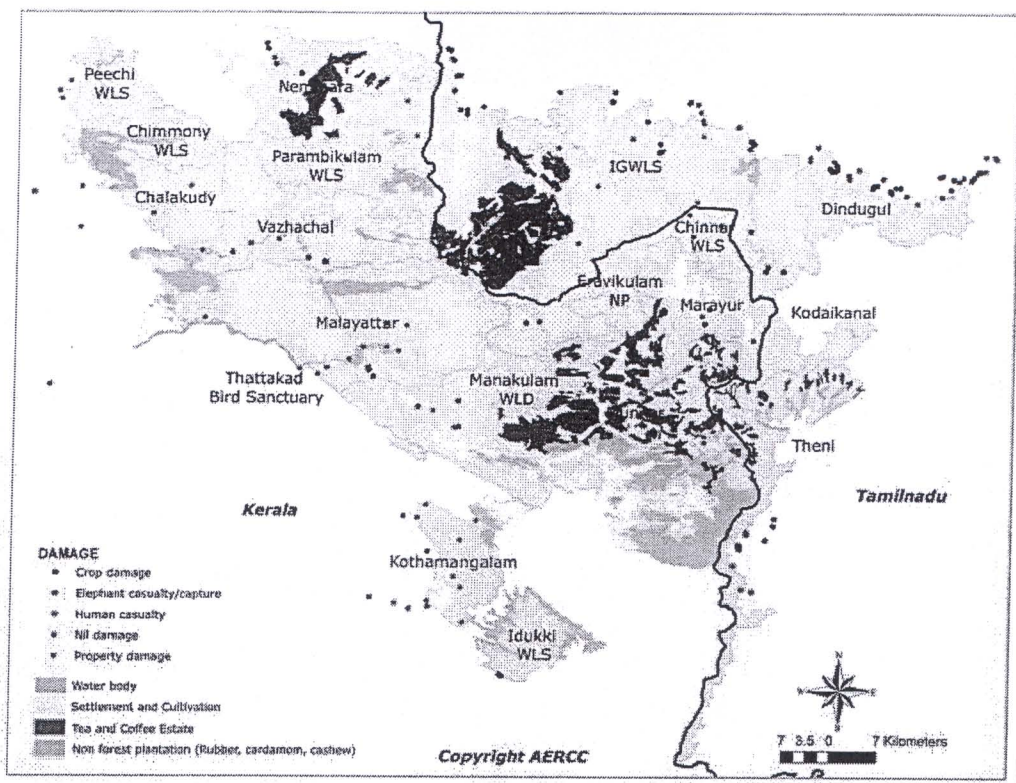 Peechi
WLS
Nemmara
Chimmony
WLS
Parambikulam
WLS
IGWLS
Chalakudy
Dindugul
Vazhachal
Chinnar
WLS
Eravikulam
NP
Marayur
Kodaikanal
Malayattar
Thattakad
Bird Sanctuary
Manakulam
WLD
Theni
Kerala
Tamilnadu
Kothamangalam
Idukki
WLS
DAMAGE
Crop damage
Elephant casualty/capture
Human casualty
Nil damage
Property damage
Water body
Settlement and Cultivation
Tea and Coffee Estate
Non forest plantation (Rubber, cardamom, cashew)
Copyright AERCC
N
W
E
S
7 3.5 0 7 Kilometers